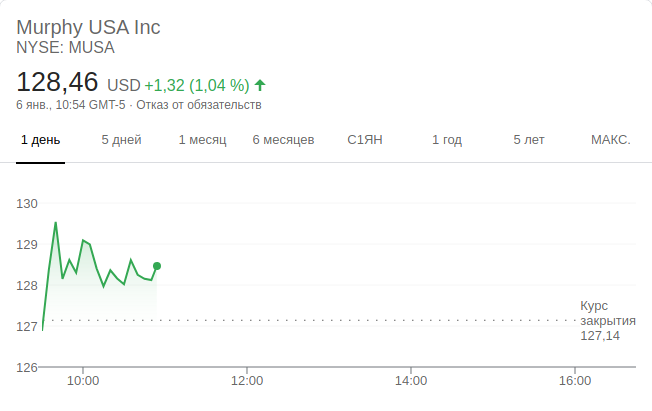 Murphy USA Inc
NYSE: MUSA
128,46 USD +1,32 (1,04 %)
6 янв., 10:54 GMT-5 · Отказ от обязательств
1 день 5 дней 1 месяц 6 месяцев С1ЯН 1 год 5 лет МАКС.
130
129
128
127
126
Курс
закрытия
127,14
10:00 12:00 14:00 16:00